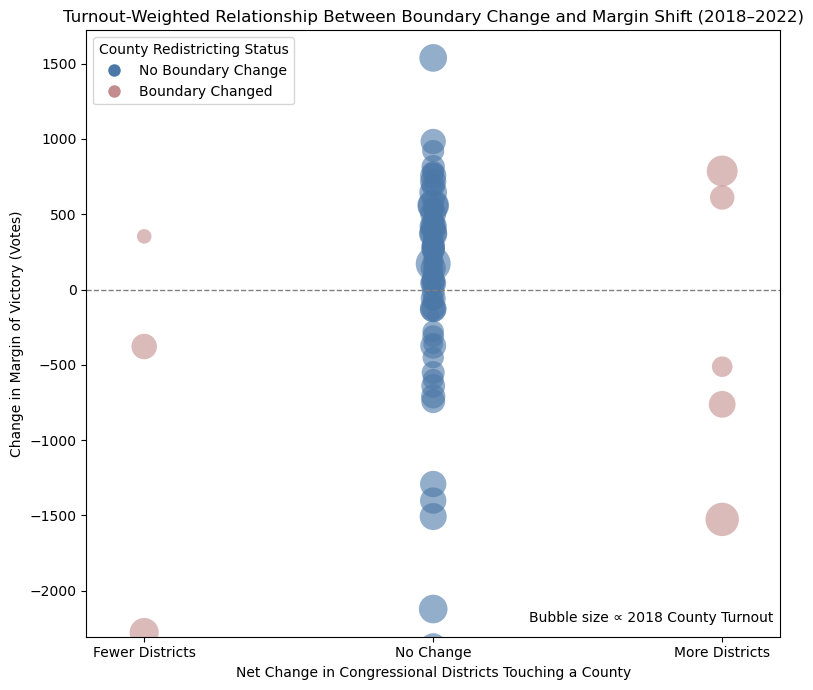 Turnout-Weighted Relationship Between Boundary Change and Margin Shift (2018–2022)
County Redistricting Status
No Boundary Change
Boundary Changed
Change in Margin of Victory (Votes)
1500
1000
500
0
−500
−1000
−1500
−2000
Bubble size ∝ 2018 County Turnout
Fewer Districts
No Change
More Districts
Net Change in Congressional Districts Touching a County